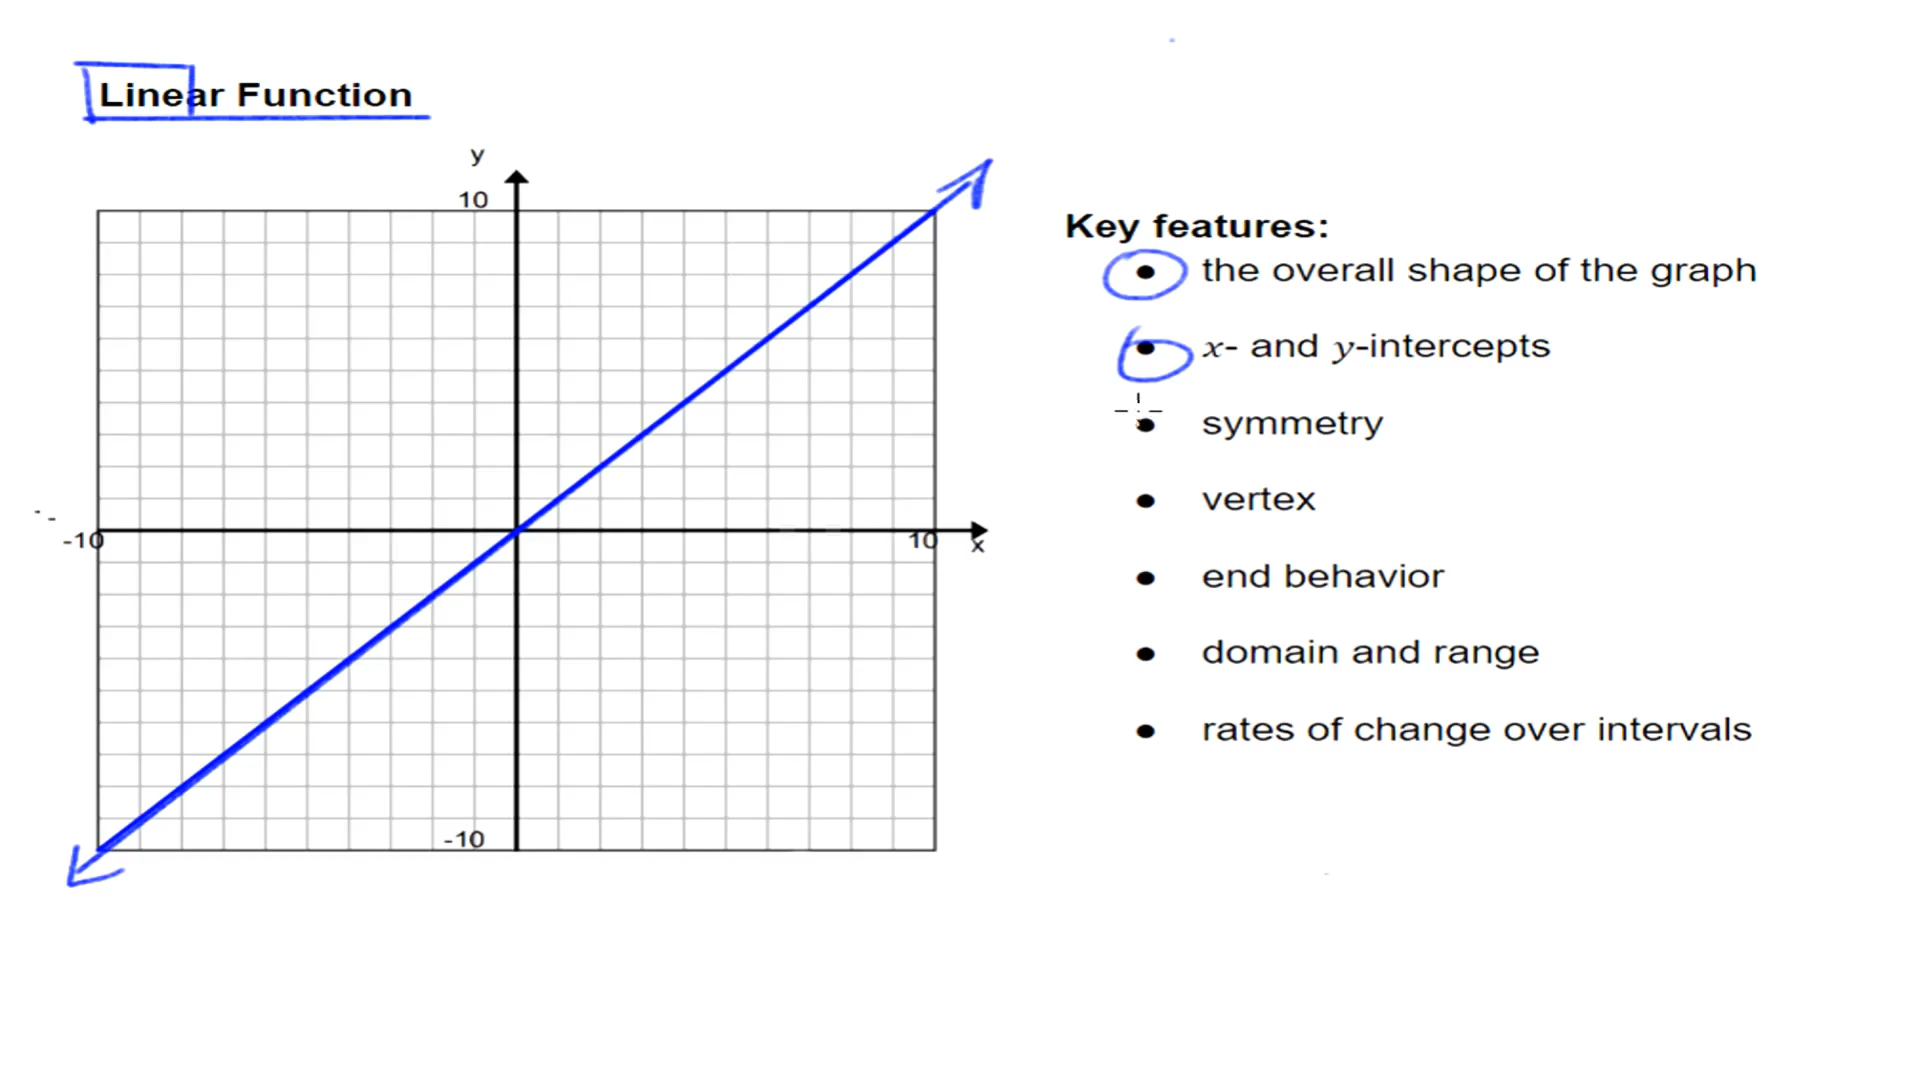 Linear Function
y
10
-10
10
x
-10
Key features:
• the overall shape of the graph
• x- and y-intercepts
• symmetry
• vertex
• end behavior
• domain and range
• rates of change over intervals